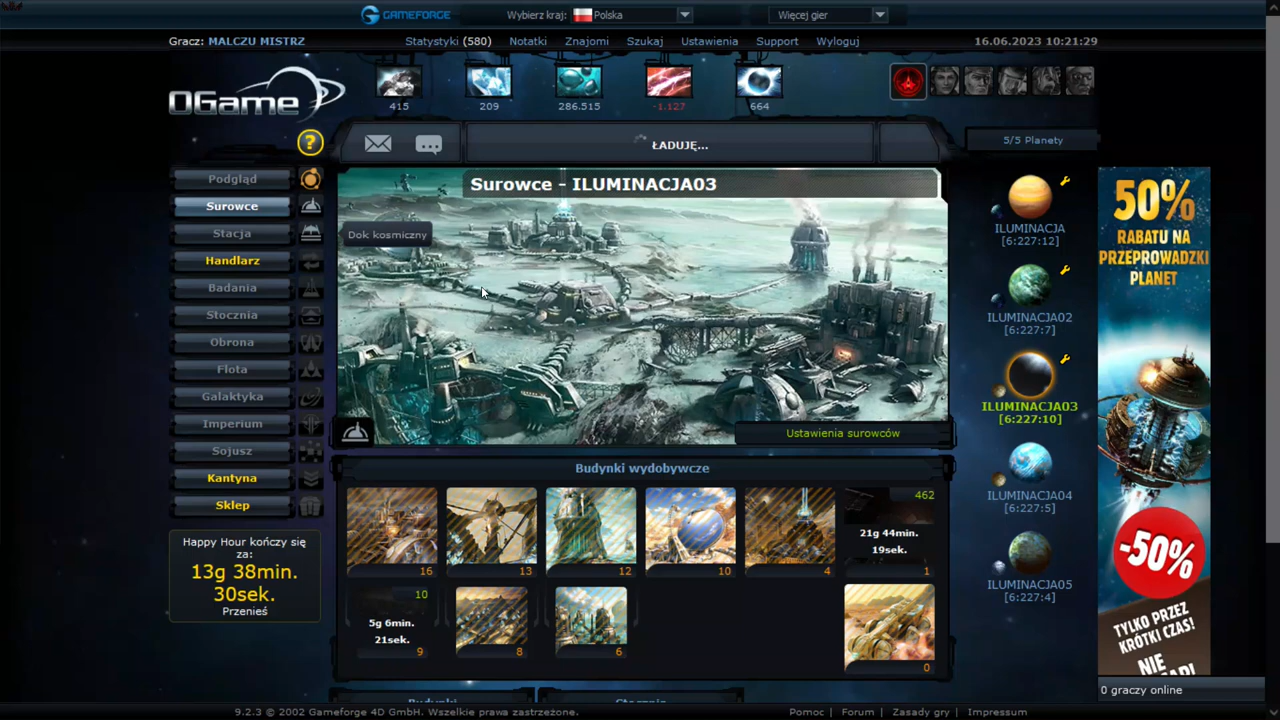 GAMEFORGE
Wybierz kraj:
Polska
Więcej gier
Gracz: MALCZU MISTRZ
Statystyki (580)
Notatki
Znajomi
Szukaj
Ustawienia
Support
Wyloguj
16.06.2023 10:21:29
OGame
415
209
286.515
-1.127
664
?
ŁADUJĘ...
5/5 Planety
Podgląd
Surowce
Stacja
Handlarz
Badania
Stocznia
Obrona
Flota
Galaktyka
Imperium
Sojusz
Kantyna
Sklep
Happy Hour kończy się
za:
13g 38min.
30sek.
Przenieś
Surowce - ILUMINACJA03
Dok kosmiczny
Ustawienia surowców
Budynki wydobywcze
16
13
12
10
4
462
21g 44min.
19sek.
1
10
5g 6min.
21sek.
9
8
6
0
Budynki
Stocznia
ILUMINACJA
[6:227:12]
ILUMINACJA02
[6:227:7]
ILUMINACJA03
[6:227:10]
ILUMINACJA04
[6:227:5]
ILUMINACJA05
[6:227:4]
50%
RABATU NA
PRZEPROWADZKI
PLANET
-50%
TYLKO PRZEZ
KRÓTKI CZAS!
NIE
0 graczy online
9.2.3 © 2002 Gameforge 4D GmbH. Wszelkie prawa zastrzeżone.
Pomoc |
Forum |
Zasady gry |
Impressum